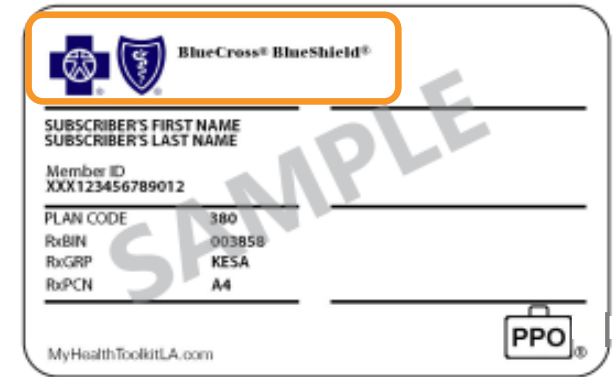 BlueCross® BlueShield®
SUBSCRIBER'S FIRST NAME
SUBSCRIBER'S LAST NAME
Member ID
XXX123456789012
PLAN CODE 380
RxBIN 003858
RxGRP KESA
RxPCN A4
SAMPLE
PPO®
MyHealthToolkitLA.com